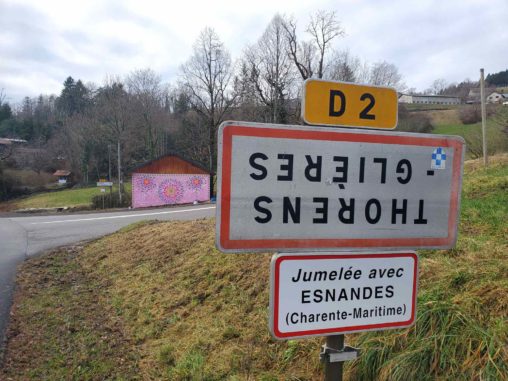 D 2
THORENS
- GLIÈRES
Jumelée avec
ESNANDES
(Charente-Maritime)